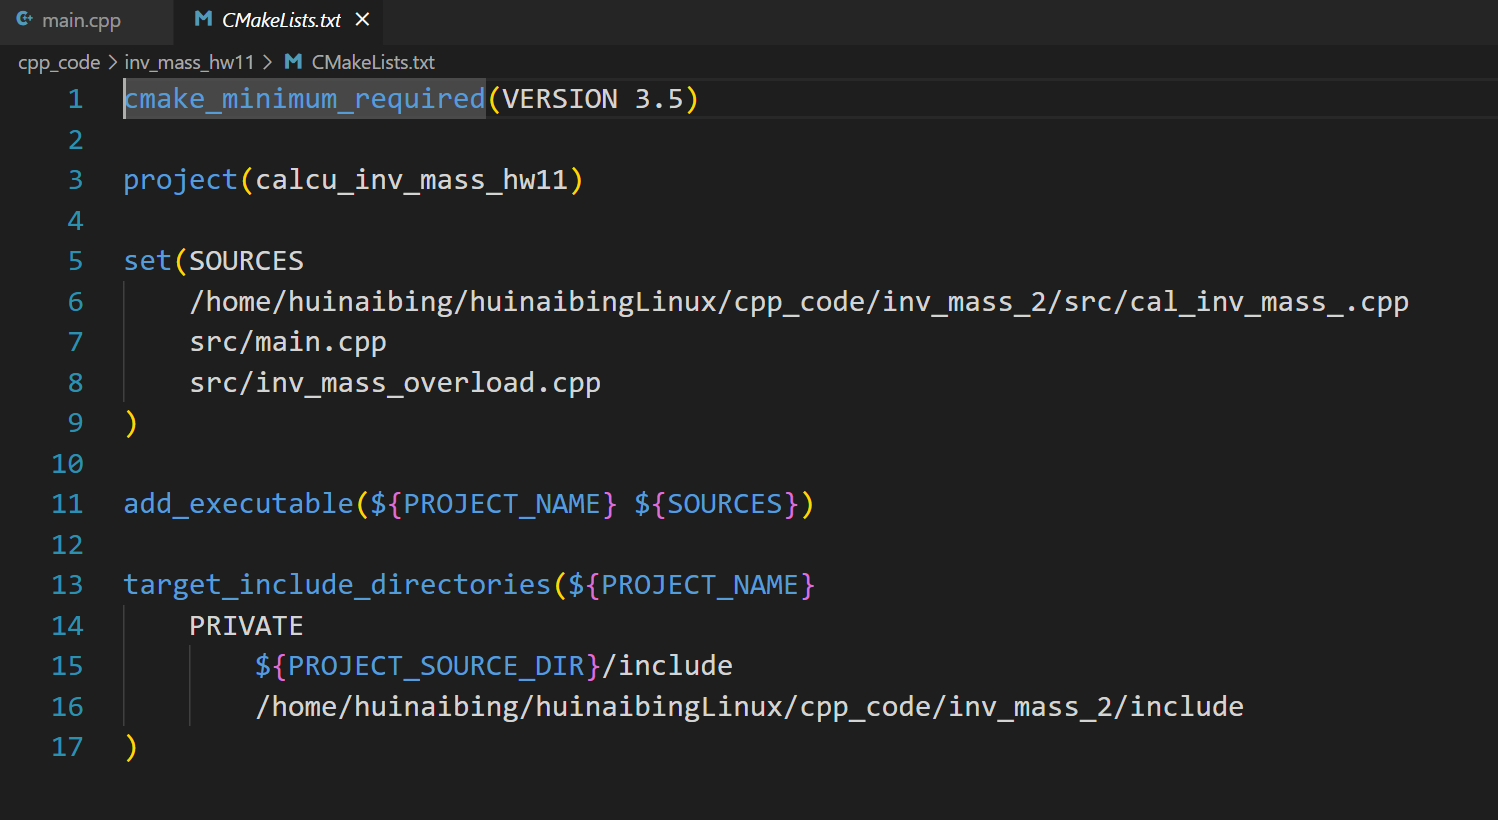 main.cpp
CMakeLists.txt
cpp_code > inv_mass_hw11 > CMakeLists.txt
1 cmake_minimum_required(VERSION 3.5)
2
3 project(calcu_inv_mass_hw11)
4
5 set(SOURCES
6 /home/huinaibing/huinaibingLinux/cpp_code/inv_mass_2/src/cal_inv_mass_.cpp
7 src/main.cpp
8 src/inv_mass_overload.cpp
9 )
10
11 add_executable(${PROJECT_NAME} ${SOURCES})
12
13 target_include_directories(${PROJECT_NAME}
14 PRIVATE
15 ${PROJECT_SOURCE_DIR}/include
16 /home/huinaibing/huinaibingLinux/cpp_code/inv_mass_2/include
17 )